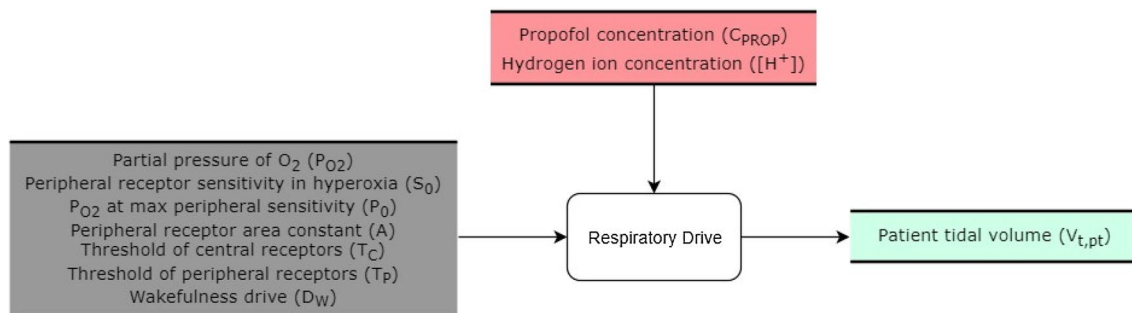 Propofol concentration (C_PROP)
Hydrogen ion concentration ([H⁺])
Partial pressure of O₂ (P_O2)
Peripheral receptor sensitivity in hyperoxia (S₀)
P_O2 at max peripheral sensitivity (P₀)
Peripheral receptor area constant (A)
Threshold of central receptors (T_C)
Threshold of peripheral receptors (T_P)
Wakefulness drive (D_W)
Respiratory Drive
Patient tidal volume (V_t,pt)